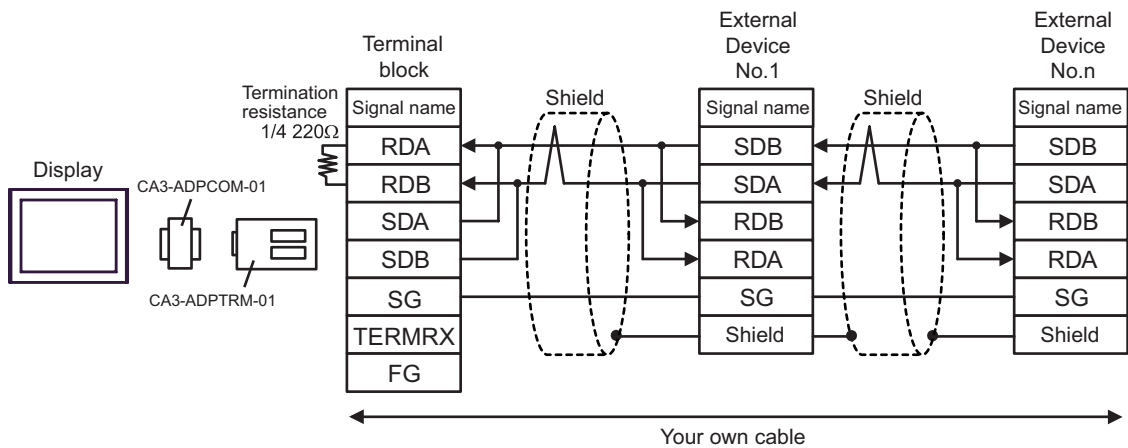 Display
CA3-ADPCOM-01
CA3-ADPTRM-01
Termination
resistance
1/4 220Ω
Terminal
block
Signal name
RDA
RDB
SDA
SDB
SG
TERMRX
FG
Shield
External
Device
No.1
Signal name
SDB
SDA
RDB
RDA
SG
Shield
Shield
External
Device
No.n
Signal name
SDB
SDA
RDB
RDA
SG
Shield
Your own cable